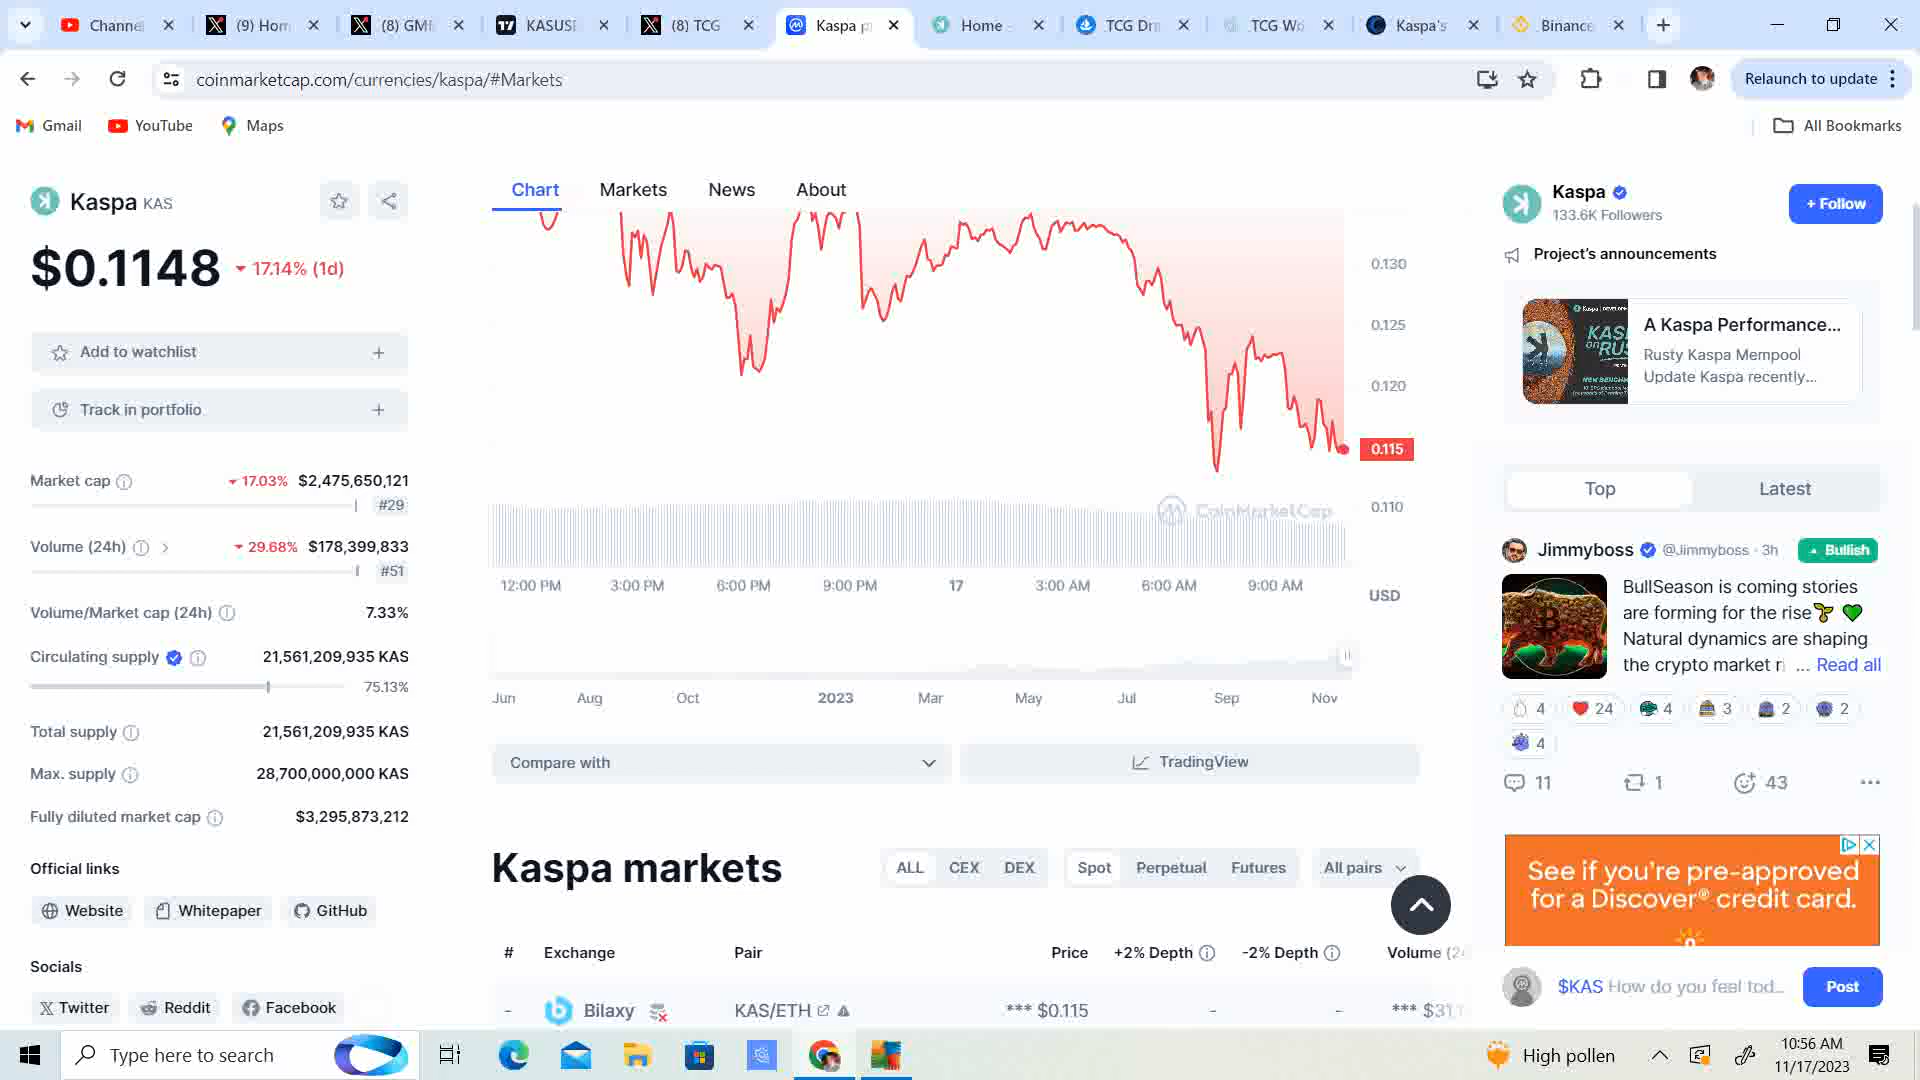 Channe
(9) Hom
(8) GM
KASUS
(8) TCG
Kaspa p
Home -
TCG Dr
TCG Wo
Kaspa's
Binance
coinmarketcap.com/currencies/kaspa/#Markets
Relaunch to update
Gmail
YouTube
Maps
All Bookmarks
Kaspa KAS
$0.1148
17.14% (1d)
Add to watchlist +
Track in portfolio +
Market cap
17.03% $2,475,650,121
#29
Volume (24h)
29.68% $178,399,833
#51
Volume/Market cap (24h)
7.33%
Circulating supply
21,561,209,935 KAS
75.13%
Total supply
21,561,209,935 KAS
Max. supply
28,700,000,000 KAS
Fully diluted market cap
$3,295,873,212
Official links
Website
Whitepaper
GitHub
Socials
Twitter
Reddit
Facebook
Chart
Markets
News
About
0.130
0.125
0.120
0.115
0.110
CoinMarketCap
12:00 PM
3:00 PM
6:00 PM
9:00 PM
17
3:00 AM
6:00 AM
9:00 AM
USD
Jun
Aug
Oct
2023
Mar
May
Jul
Sep
Nov
Compare with
TradingView
Kaspa markets
ALL
CEX
DEX
Spot
Perpetual
Futures
All pairs
#
Exchange
Pair
Price
+2% Depth
-2% Depth
Volume (2
-
Bilaxy
KAS/ETH
*** $0.115
-
-
*** $31,
Kaspa
133.6K Followers
+ Follow
Project's announcements
A Kaspa Performance...
Rusty Kaspa Mempool
Update Kaspa recently...
Top
Latest
Jimmyboss @Jimmyboss · 3h
Bullish
BullSeason is coming stories
are forming for the rise🌱 💚
Natural dynamics are shaping
the crypto market r ... Read all
4
24
4
3
2
2
4
11
1
43
See if you're pre-approved
for a Discover® credit card.
$KAS How do you feel tod...
Post
Type here to search
High pollen
10:56 AM
11/17/2023